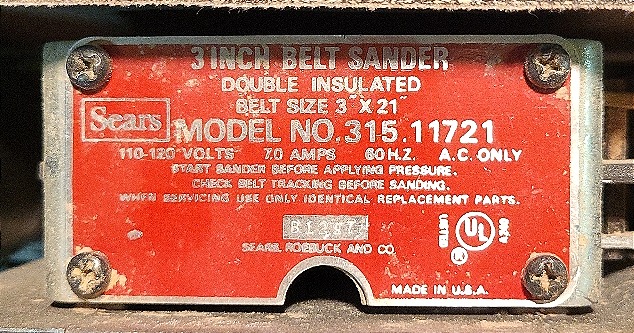 3 INCH BELT SANDER
DOUBLE INSULATED
BELT SIZE 3" X 21"
Sears
MODEL NO. 315.11721
110-120 VOLTS 7.0 AMPS 60 H.Z. A.C. ONLY
START SANDER BEFORE APPLYING PRESSURE.
CHECK BELT TRACKING BEFORE SANDING.
WHEN SERVICING USE ONLY IDENTICAL REPLACEMENT PARTS.
SEARS, ROEBUCK AND CO.
UL
®
MADE IN U.S.A.